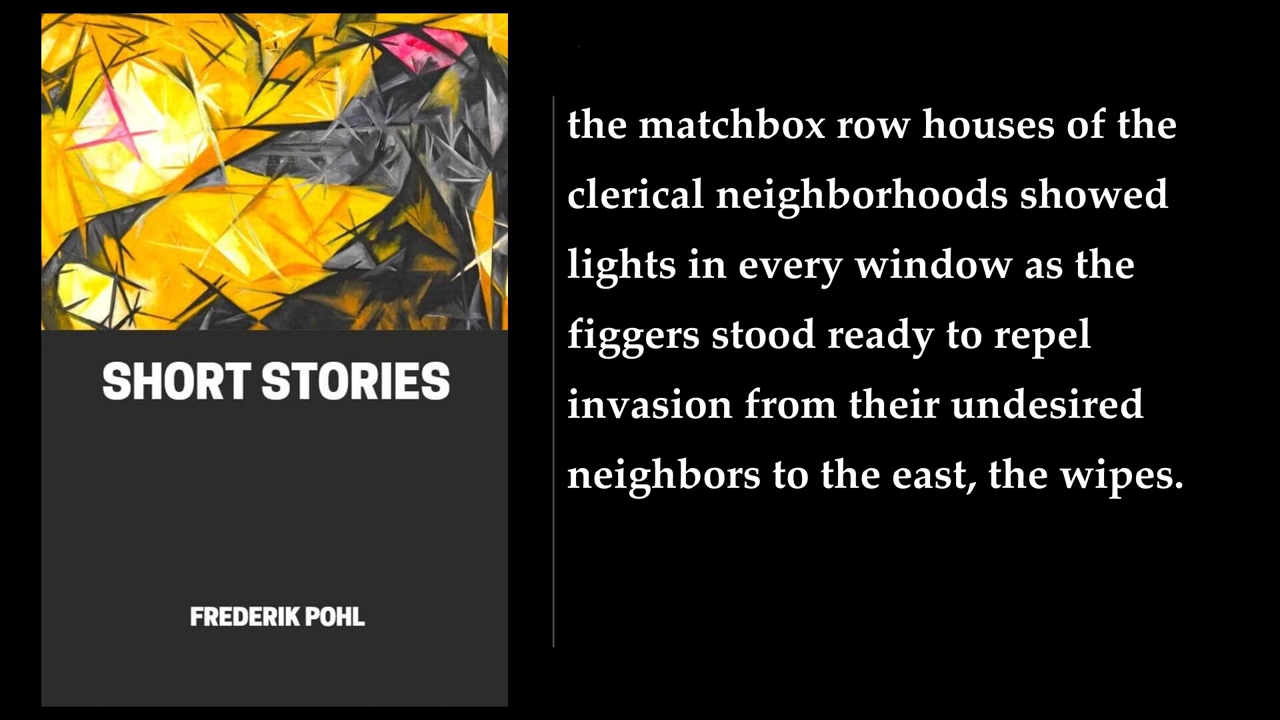 SHORT STORIES
FREDERIK POHL
the matchbox row houses of the
clerical neighborhoods showed
lights in every window as the
figgers stood ready to repel
invasion from their undesired
neighbors to the east, the wipes.